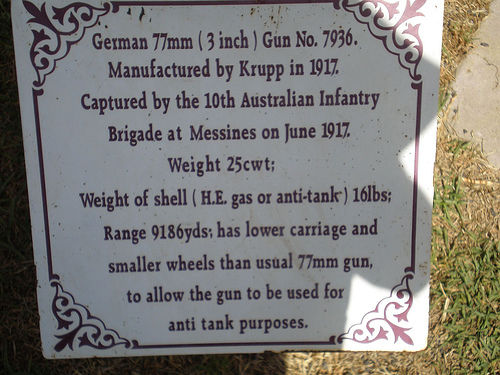 German 77mm ( 3 inch ) Gun No. 7936.
Manufactured by Krupp in 1917.
Captured by the 10th Australian Infantry
Brigade at Messines on June 1917.
Weight 25cwt;
Weight of shell ( H.E. gas or anti-tank ) 16lbs;
Range 9186yds; has lower carriage and
smaller wheels than usual 77mm gun,
to allow the gun to be used for
anti tank purposes.